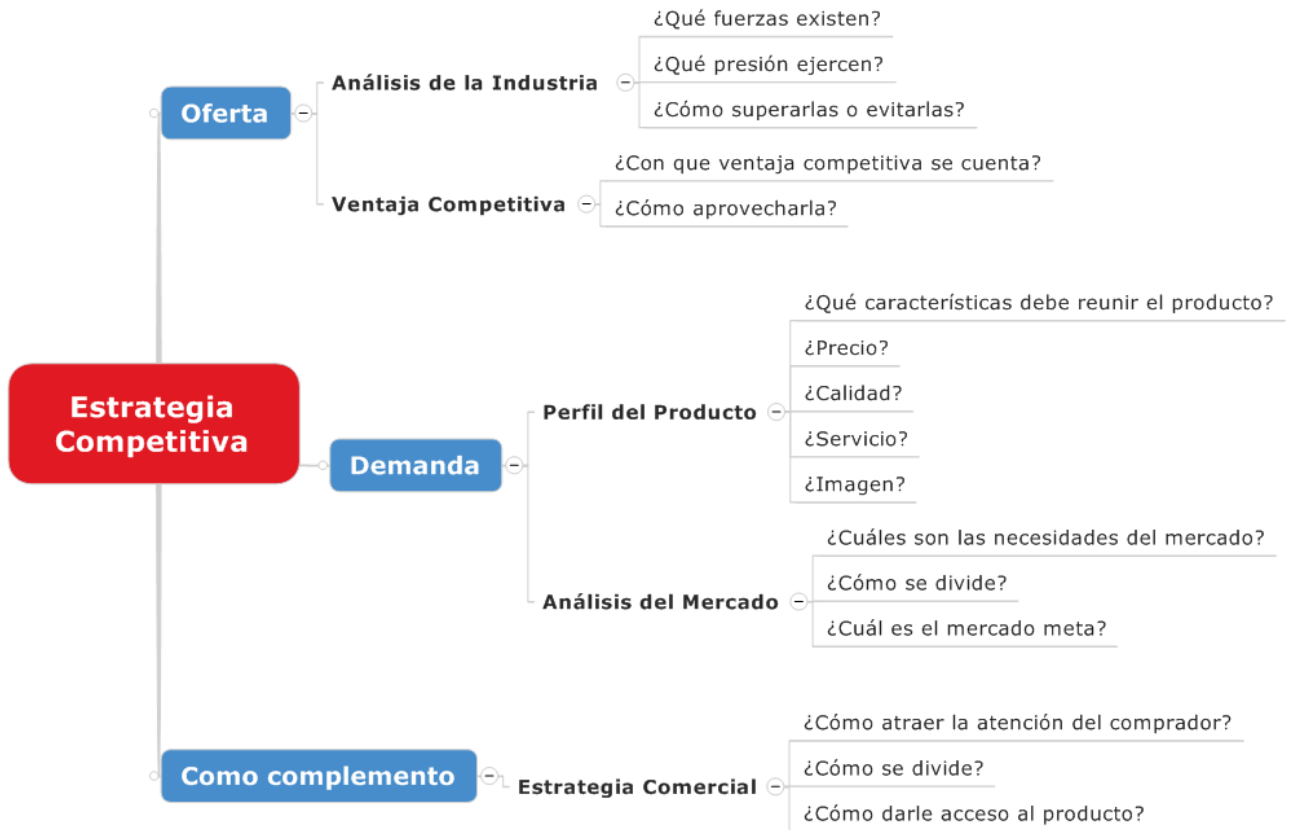 ¿Qué fuerzas existen?
¿Qué presión ejercen?
¿Cómo superarlas o evitarlas?
Análisis de la Industria
Oferta
¿Con que ventaja competitiva se cuenta?
¿Cómo aprovecharla?
Ventaja Competitiva
Estrategia
Competitiva
¿Qué característícas debe reunir el producto?
¿Precio?
¿Calidad?
¿Servicio?
¿Imagen?
Perfil del Producto
Demanda
¿Cuáles son las necesidades del mercado?
¿Cómo se divide?
¿Cuál es el mercado meta?
Análisis del Mercado
¿Cómo atraer la atención del comprador?
¿Cómo se divide?
¿Cómo darle acceso al producto?
Estrategia Comercial
Como complemento